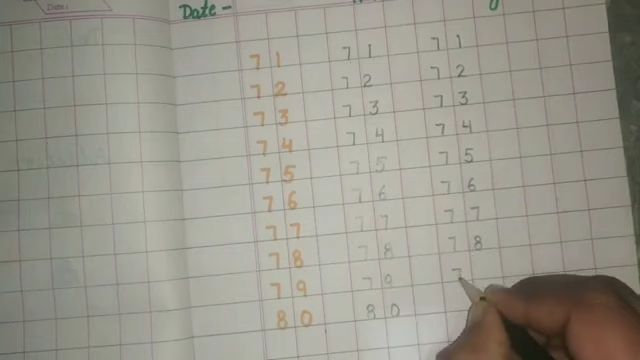 Date:
Date -
71 71 71
72 72 72
73 73 73
74 74 74
75 75 75
76 76 76
77 77 77
78 78 78
79 79 7
80 80